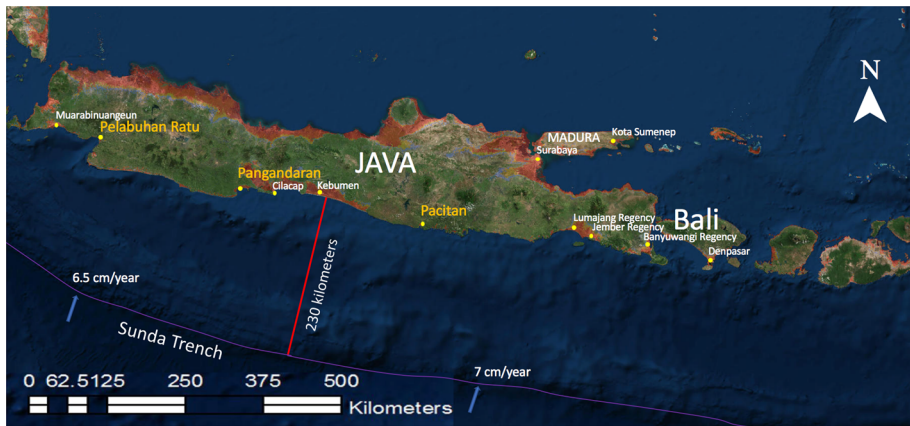 N
Muarabinuangeun
Pelabuhan Ratu
MADURA
Kota Sumenep
Surabaya
JAVA
Pangandaran
Cilacap
Kebumen
Pacitan
Lumajang Regency
Bali
Jember Regency
Banyuwangi Regency
Denpasar
230 kilometers
6.5 cm/year
Sunda Trench
7 cm/year
0 62.5125 250 375 500
Kilometers